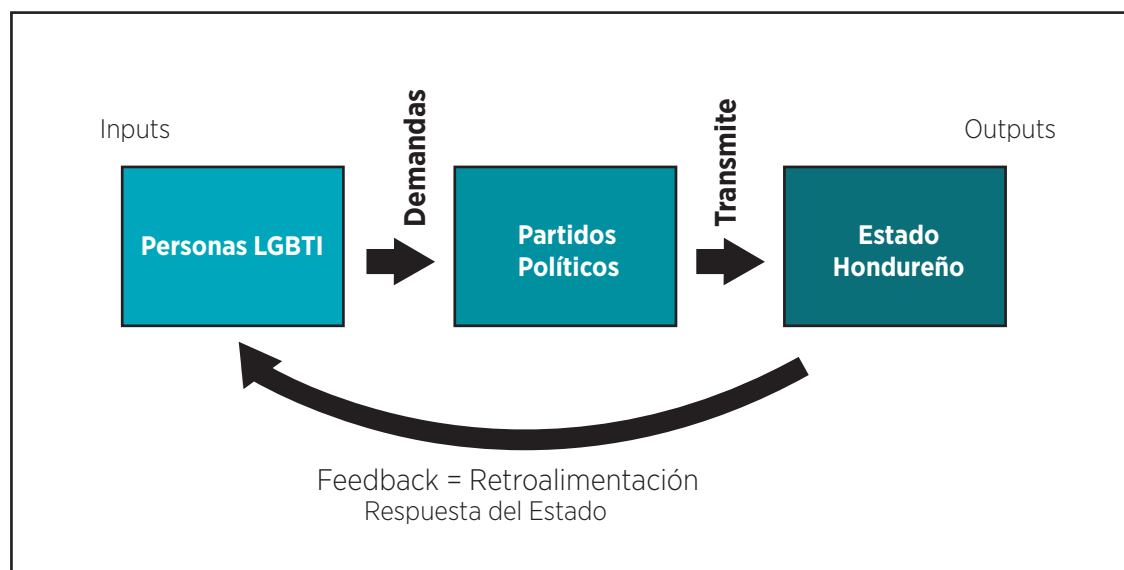 Inputs
Demandas
Transmite
Outputs
Personas LGBTI
Partidos
Políticos
Estado
Hondureño
Feedback = Retroalimentación
Respuesta del Estado